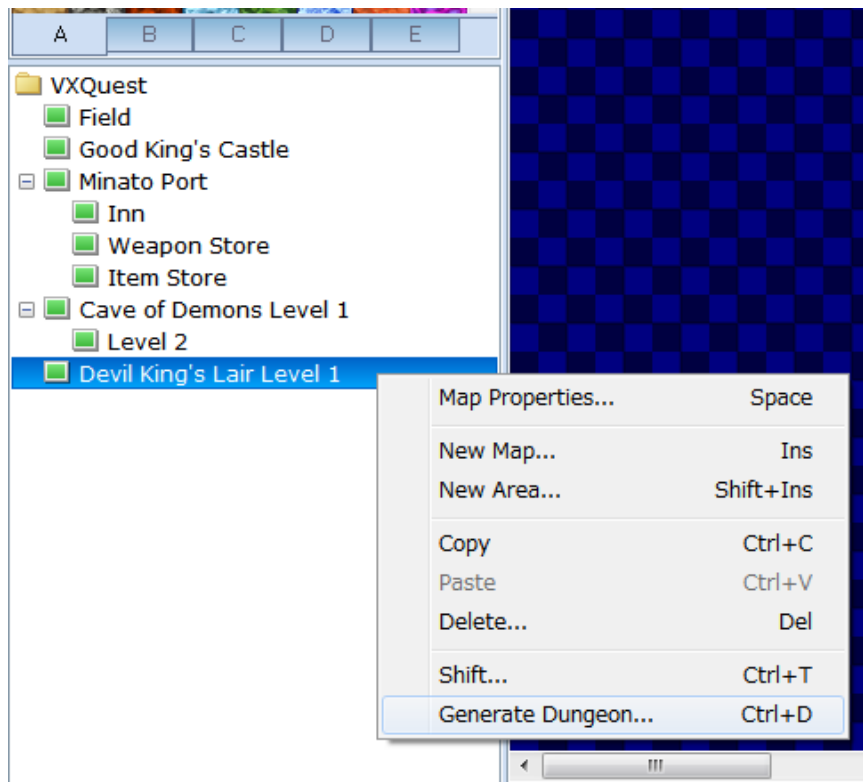 A B C D E
VXQuest
Field
Good King's Castle
Minato Port
Inn
Weapon Store
Item Store
Cave of Demons Level 1
Level 2
Devil King's Lair Level 1
Map Properties... Space
New Map... Ins
New Area... Shift+Ins
Copy Ctrl+C
Paste Ctrl+V
Delete... Del
Shift... Ctrl+T
Generate Dungeon... Ctrl+D